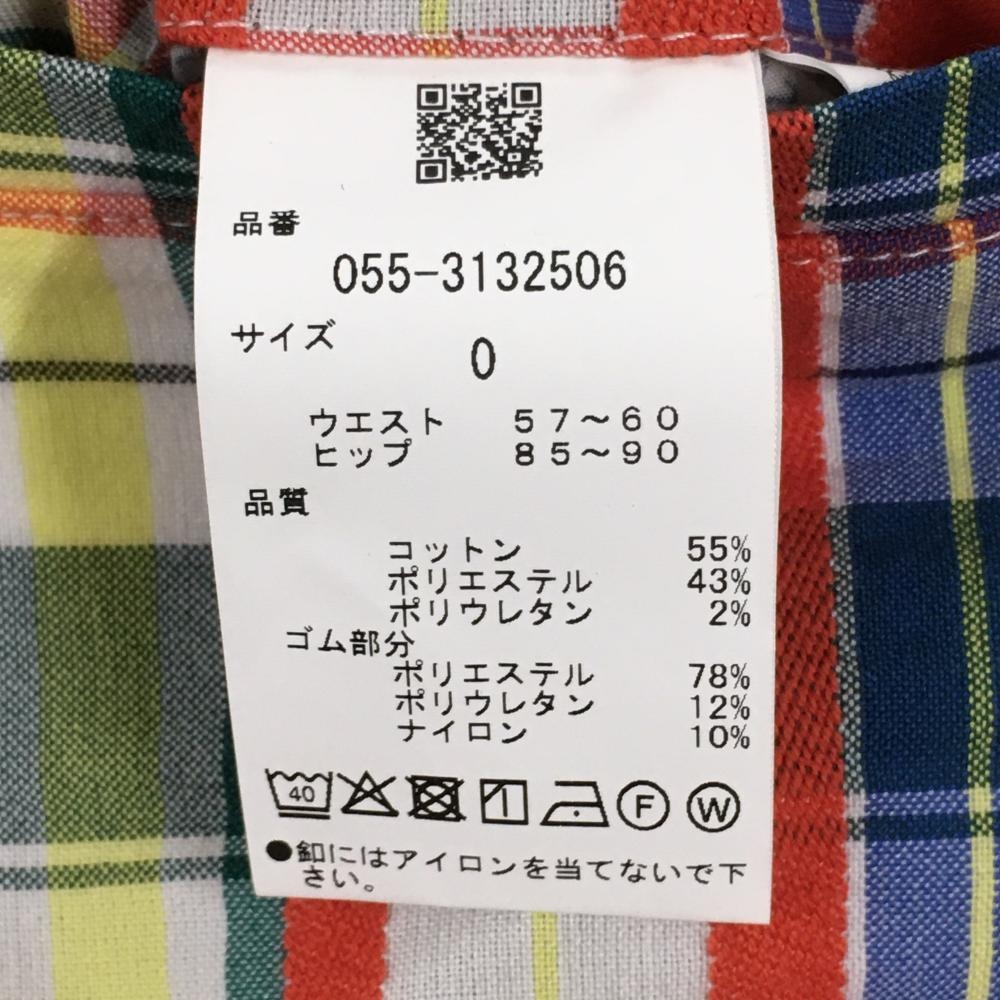 品番
055-3132506
サイズ
0
ウエスト 57～60
ヒップ 85～90
品質
コットン 55%
ポリエステル 43%
ポリウレタン 2%
ゴム部分
ポリエステル 78%
ポリウレタン 12%
ナイロン 10%
40 F W
●釦にはアイロンを当てないで下
さい。